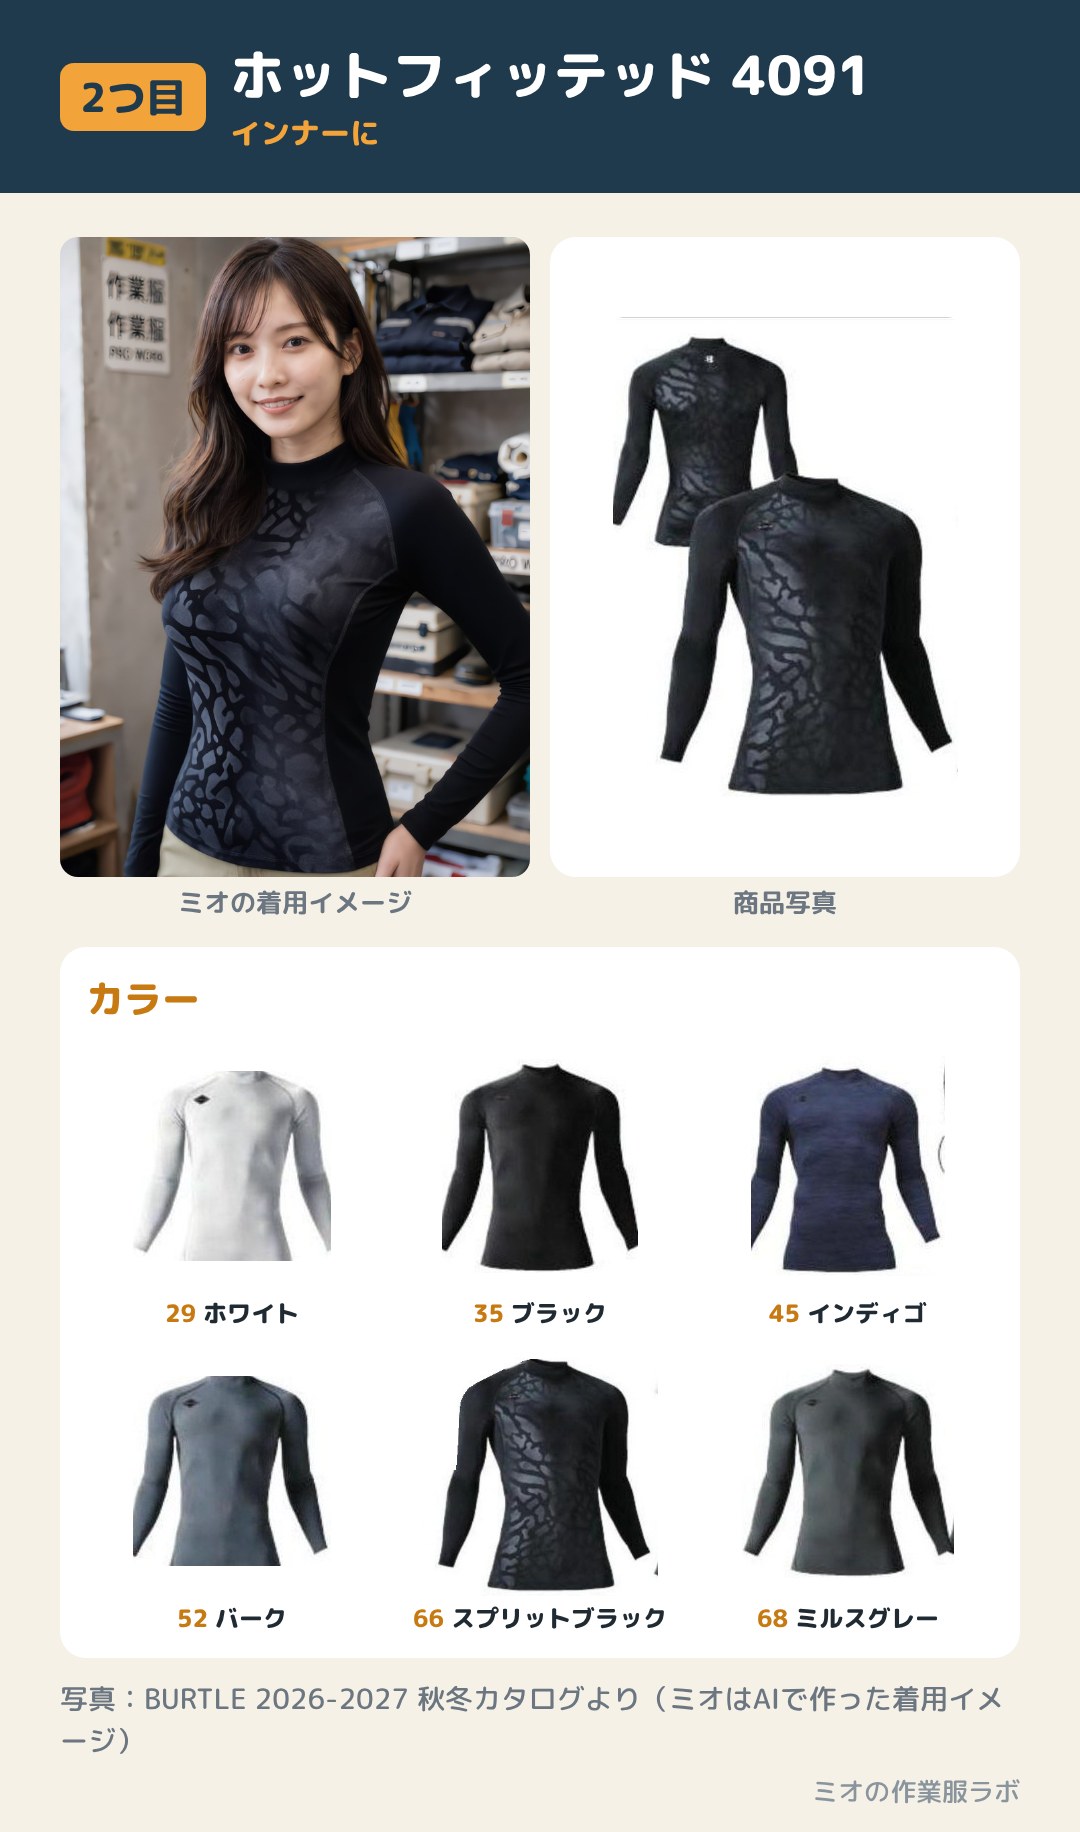 2つ目
ホットフィッテッド 4091
インナーに
作業服
作業服
PRO WORK
ミオの着用イメージ
商品写真
カラー
29 ホワイト
35 ブラック
45 インディゴ
52 バーク
66 スプリットブラック
68 ミルスグレー
写真：BURTLE 2026-2027 秋冬カタログより（ミオはAIで作った着用イメ
ージ）
ミオの作業服ラボ